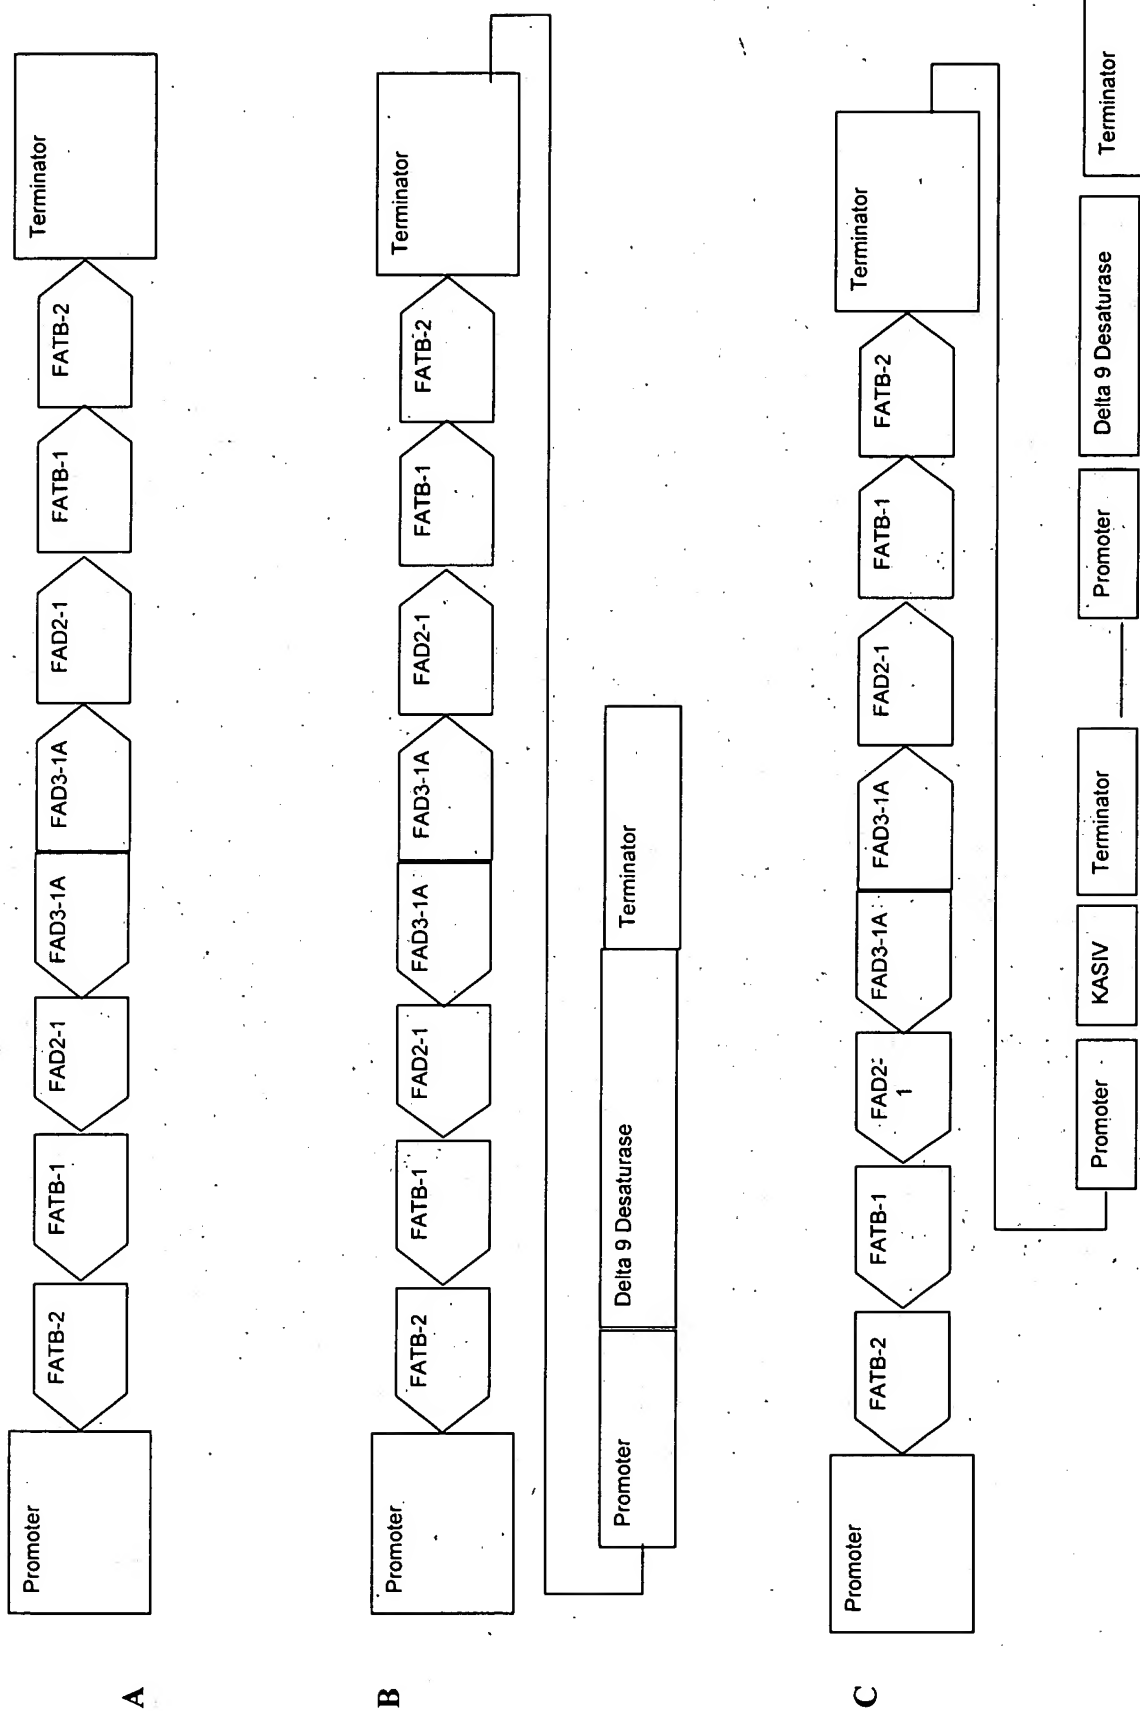 A
Promoter
FATB-2
FATB-1
FAD2-1
FAD3-1A
FAD3-1A
FAD2-1
FATB-1
FATB-2
Terminator
B
Promoter
FATB-2
FATB-1
FAD2-1
FAD3-1A
FAD3-1A
FAD2-1
FATB-1
FATB-2
Terminator
Promoter
Delta 9 Desaturase
Terminator
C
Promoter
FATB-2
FATB-1
FAD2-
1
FAD3-1A
FAD3-1A
FAD2-1
FATB-1
FATB-2
Terminator
Promoter
KASIV
Terminator
Promoter
Delta 9 Desaturase
Terminator